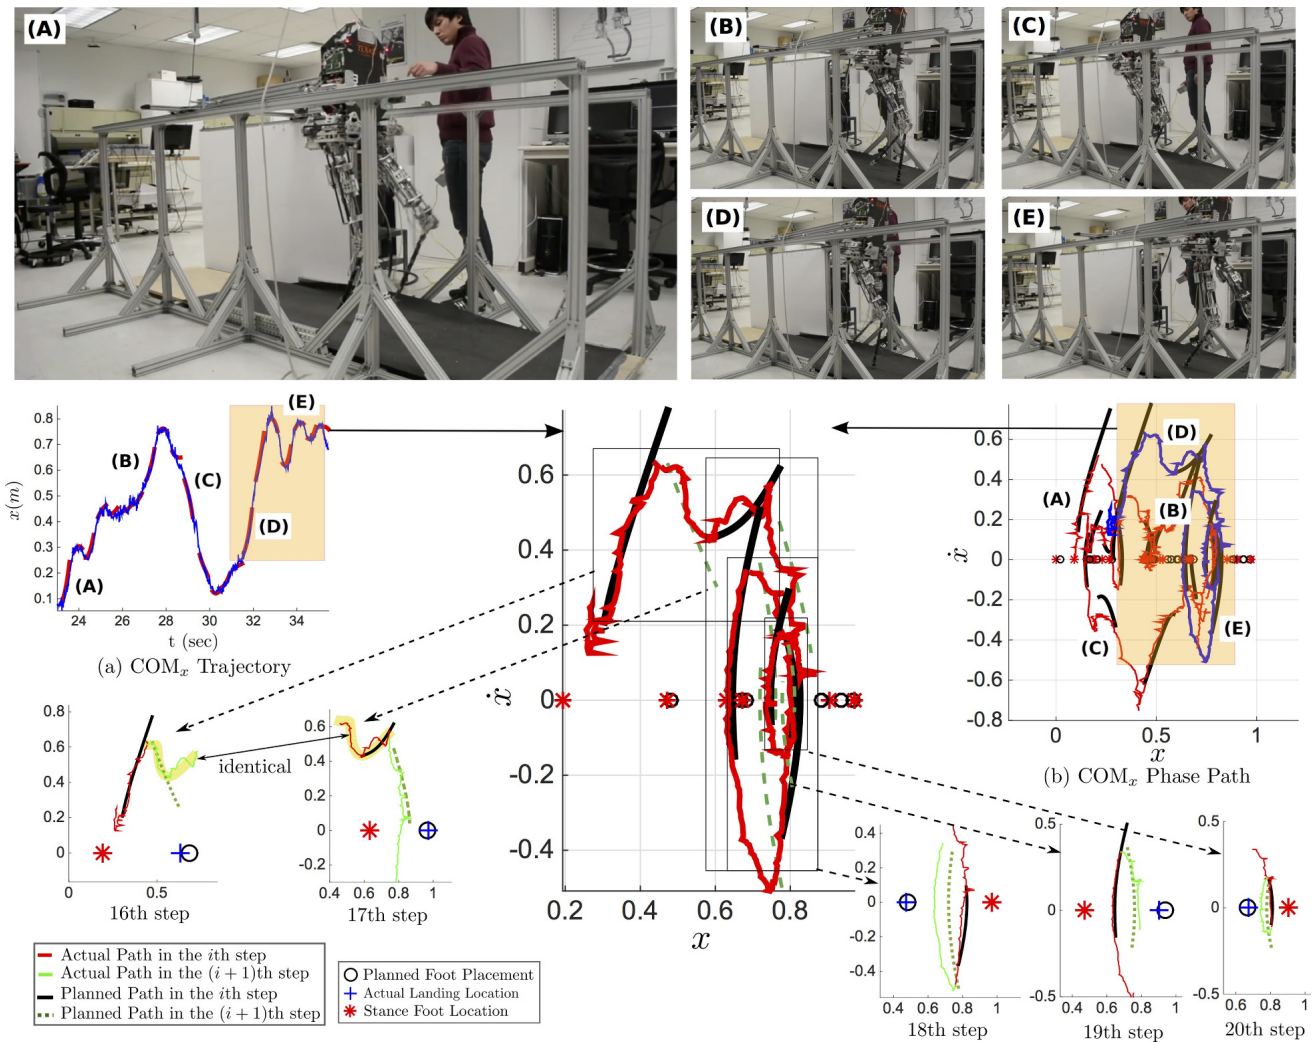 (A)
(B)
(C)
(D)
(E)
0.8
0.7
0.6
0.5
0.4
0.3
0.2
0.1
x(m)
(A)
(B)
(C)
(D)
(E)
24 26 28 30 32 34
t (sec)
(a) COMₓ Trajectory
0.6
0.4
0.2
0
-0.2
-0.4
ẋ
0.2 0.4 0.6 0.8
x
0.6
0.4
0.2
0
-0.2
-0.4
-0.6
-0.8
ẋ
(A)
(B)
(C)
(D)
(E)
0 0.5 1
x
(b) COMₓ Phase Path
0.8
0.6
0.4
0.2
0
0 0.5
16th step
identical
0.6
0.4
0.2
0
-0.2
0.4 0.6 0.8 1
17th step
0.4
0.2
0
-0.2
-0.4
0.4 0.6 0.8 1
18th step
0.5
0
-0.5
0.4 0.6 0.8 1
19th step
0.5
0
-0.5
0.6 0.8 1
20th step
Actual Path in the ith step
Actual Path in the (i + 1)th step
Planned Path in the ith step
Planned Path in the (i + 1)th step
Planned Foot Placement
Actual Landing Location
Stance Foot Location